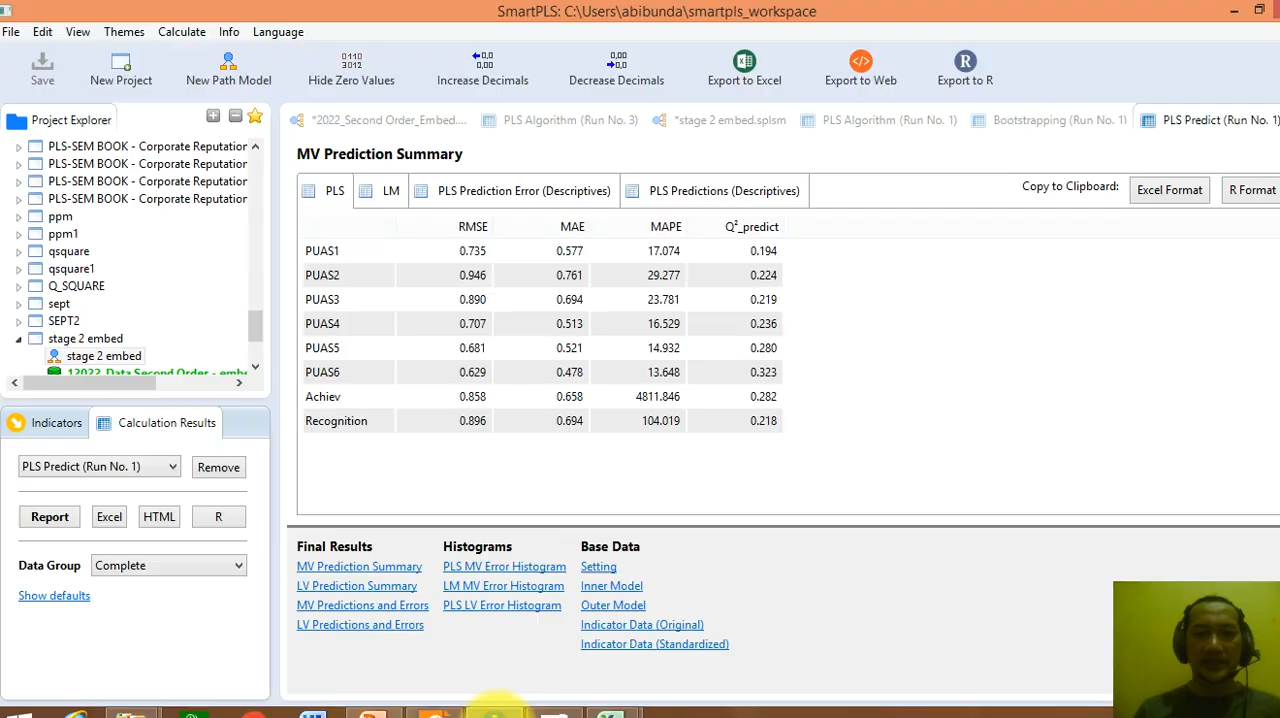 SmartPLS: C:\Users\abibunda\smartpls_workspace
File Edit View Themes Calculate Info Language
Save New Project New Path Model Hide Zero Values Increase Decimals Decrease Decimals Export to Excel Export to Web Export to R
Project Explorer
*2022_Second Order_Embed.... PLS Algorithm (Run No. 3) *stage 2 embed.splsm PLS Algorithm (Run No. 1) Bootstrapping (Run No. 1) PLS Predict (Run No. 1)
PLS-SEM BOOK - Corporate Reputation
PLS-SEM BOOK - Corporate Reputation
PLS-SEM BOOK - Corporate Reputation
PLS-SEM BOOK - Corporate Reputation
ppm
ppm1
qsquare
qsquare1
Q_SQUARE
sept
SEPT2
stage 2 embed
stage 2 embed
12022_Data Second Order - embe
MV Prediction Summary
PLS LM PLS Prediction Error (Descriptives) PLS Predictions (Descriptives)
Copy to Clipboard: Excel Format R Format
RMSE MAE MAPE Q²_predict
PUAS1 0.735 0.577 17.074 0.194
PUAS2 0.946 0.761 29.277 0.224
PUAS3 0.890 0.694 23.781 0.219
PUAS4 0.707 0.513 16.529 0.236
PUAS5 0.681 0.521 14.932 0.280
PUAS6 0.629 0.478 13.648 0.323
Achiev 0.858 0.658 4811.846 0.282
Recognition 0.896 0.694 104.019 0.218
Indicators Calculation Results
PLS Predict (Run No. 1) Remove
Report Excel HTML R
Data Group Complete
Show defaults
Final Results Histograms Base Data
MV Prediction Summary PLS MV Error Histogram Setting
LV Prediction Summary LM MV Error Histogram Inner Model
MV Predictions and Errors PLS LV Error Histogram Outer Model
LV Predictions and Errors Indicator Data (Original)
Indicator Data (Standardized)